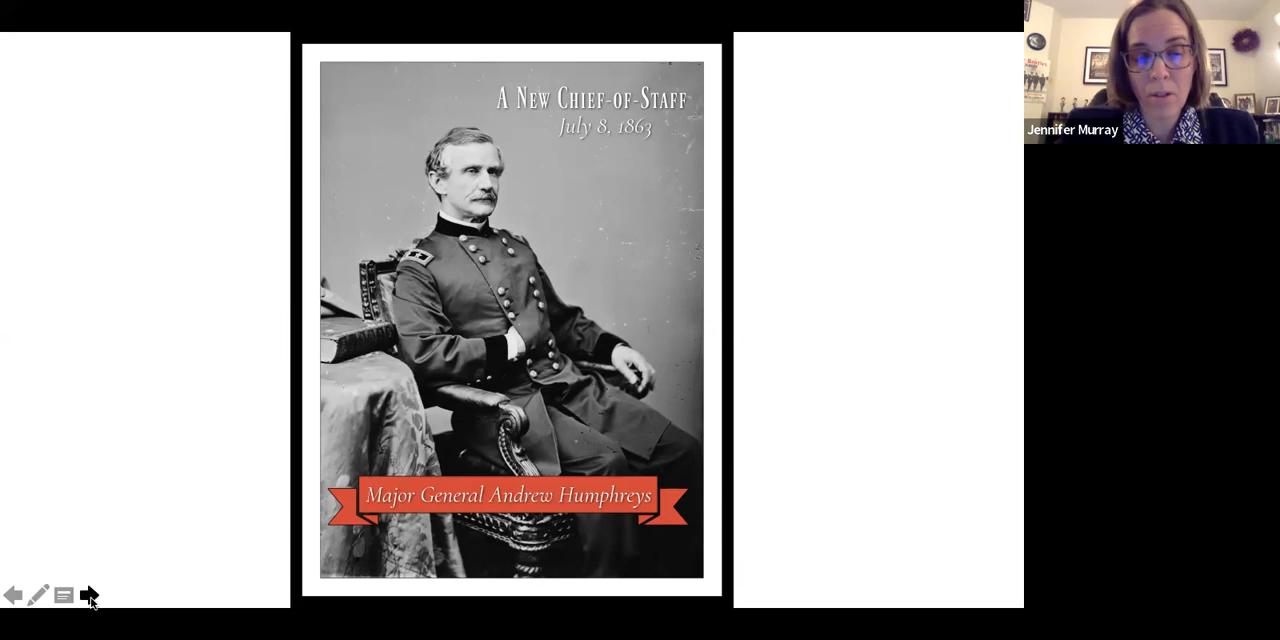 A New Chief-of-Staff
July 8, 1863
Major General Andrew Humphreys
Jennifer Murray